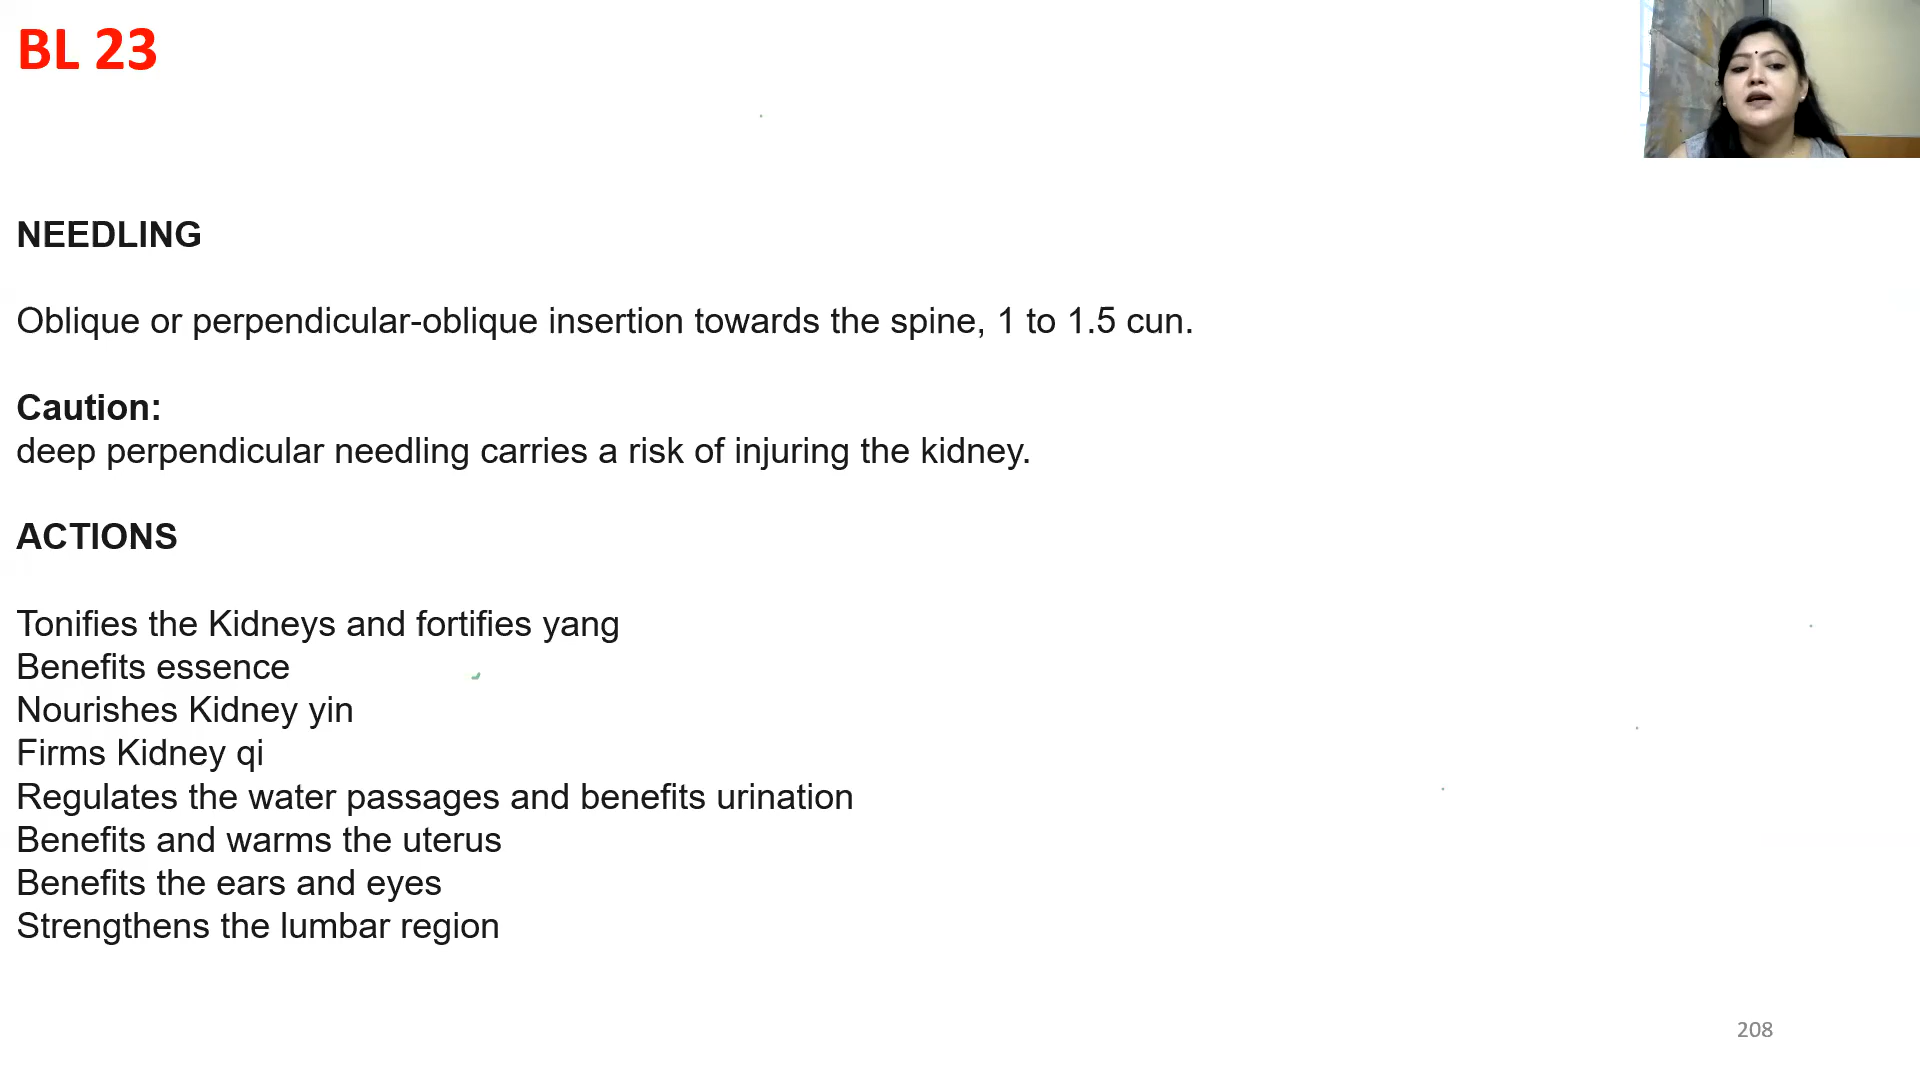 BL 23
NEEDLING
Oblique or perpendicular-oblique insertion towards the spine, 1 to 1.5 cun.
Caution:
deep perpendicular needling carries a risk of injuring the kidney.
ACTIONS
Tonifies the Kidneys and fortifies yang
Benefits essence
Nourishes Kidney yin
Firms Kidney qi
Regulates the water passages and benefits urination
Benefits and warms the uterus
Benefits the ears and eyes
Strengthens the lumbar region
208